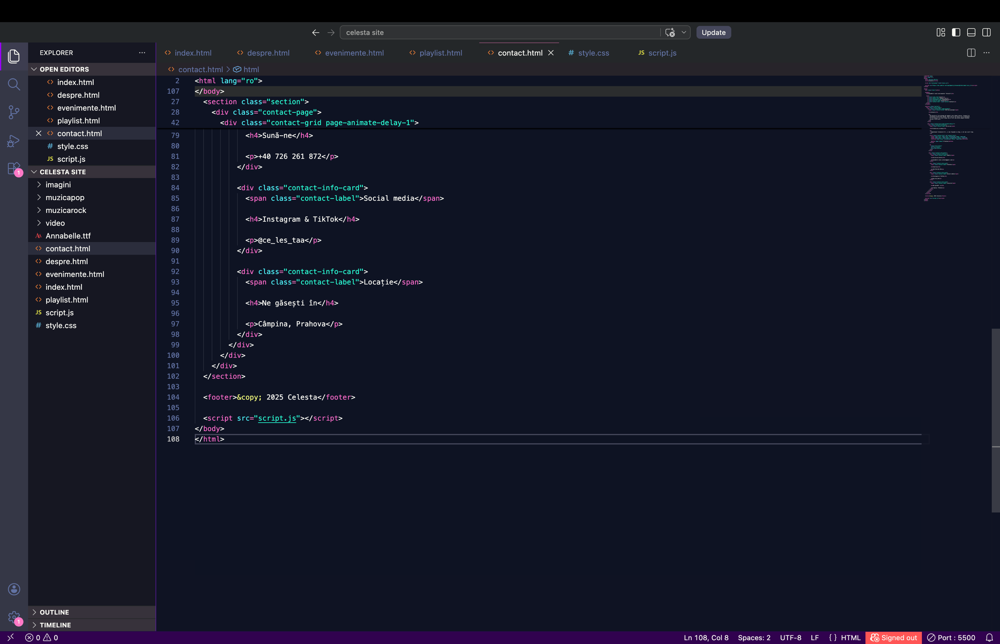 celesta site
Update
EXPLORER
OPEN EDITORS
index.html
despre.html
evenimente.html
playlist.html
contact.html
style.css
JS script.js
1
CELESTA SITE
imagini
muzicapop
muzicarock
video
Annabelle.ttf
contact.html
despre.html
evenimente.html
index.html
playlist.html
JS script.js
# style.css
OUTLINE
TIMELINE
1
index.html despre.html evenimente.html playlist.html contact.html # style.css JS script.js
contact.html > html
2 <html lang="ro">
107 </body>
27 <section class="section">
28 <div class="contact-page">
42 <div class="contact-grid page-animate-delay-1">
79 <h4>Sună-ne</h4>
80
81 <p>+40 726 261 872</p>
82 </div>
83
84 <div class="contact-info-card">
85 <span class="contact-label">Social media</span>
86
87 <h4>Instagram & TikTok</h4>
88
89 <p>@ce_les_taa</p>
90 </div>
91
92 <div class="contact-info-card">
93 <span class="contact-label">Locație</span>
94
95 <h4>Ne găsești în</h4>
96
97 <p>Câmpina, Prahova</p>
98 </div>
99 </div>
100 </div>
101 </div>
102 </section>
103
104 <footer>&copy; 2025 Celesta</footer>
105
106 <script src="script.js"></script>
107 </body>
108 </html>
0 0
Ln 108, Col 8 Spaces: 2 UTF-8 LF {} HTML Signed out Port : 5500